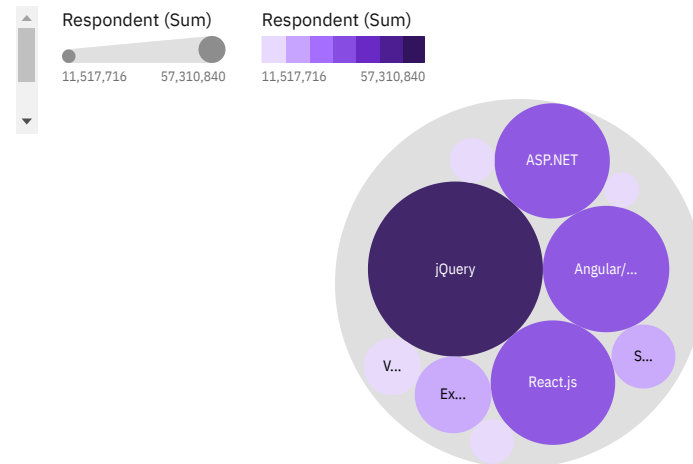 Respondent (Sum)
11,517,716 57,310,840
Respondent (Sum)
11,517,716 57,310,840
ASP.NET
jQuery
Angular/...
S...
V...
React.js
Ex...